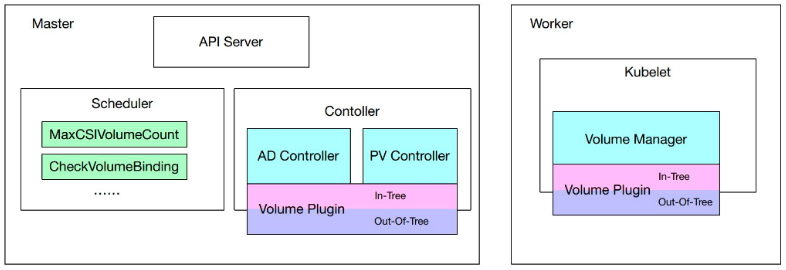 Master
API Server
Scheduler
MaxCSIVolumeCount
CheckVolumeBinding
......
Contoller
AD Controller
PV Controller
In-Tree
Volume Plugin
Out-Of-Tree
Worker
Kubelet
Volume Manager
In-Tree
Volume Plugin
Out-Of-Tree